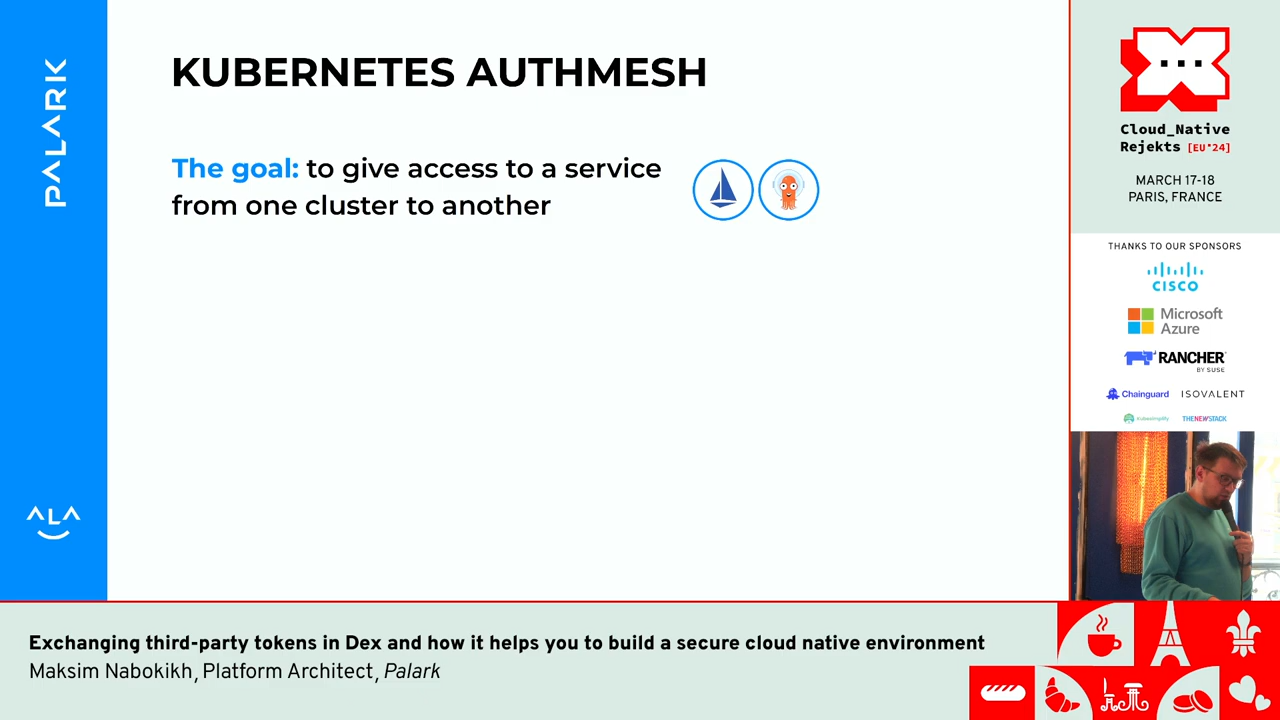 PALARK
KUBERNETES AUTHMESH
The goal: to give access to a service
from one cluster to another
Cloud_Native
Rejekts [EU*24]
MARCH 17-18
PARIS, FRANCE
THANKS TO OUR SPONSORS
CISCO
Microsoft
Azure
RANCHER
BY SUSE
Chainguard ISOVALENT
Kubesimplify THENEWSTACK
Exchanging third-party tokens in Dex and how it helps you to build a secure cloud native environment
Maksim Nabokikh, Platform Architect, Palark